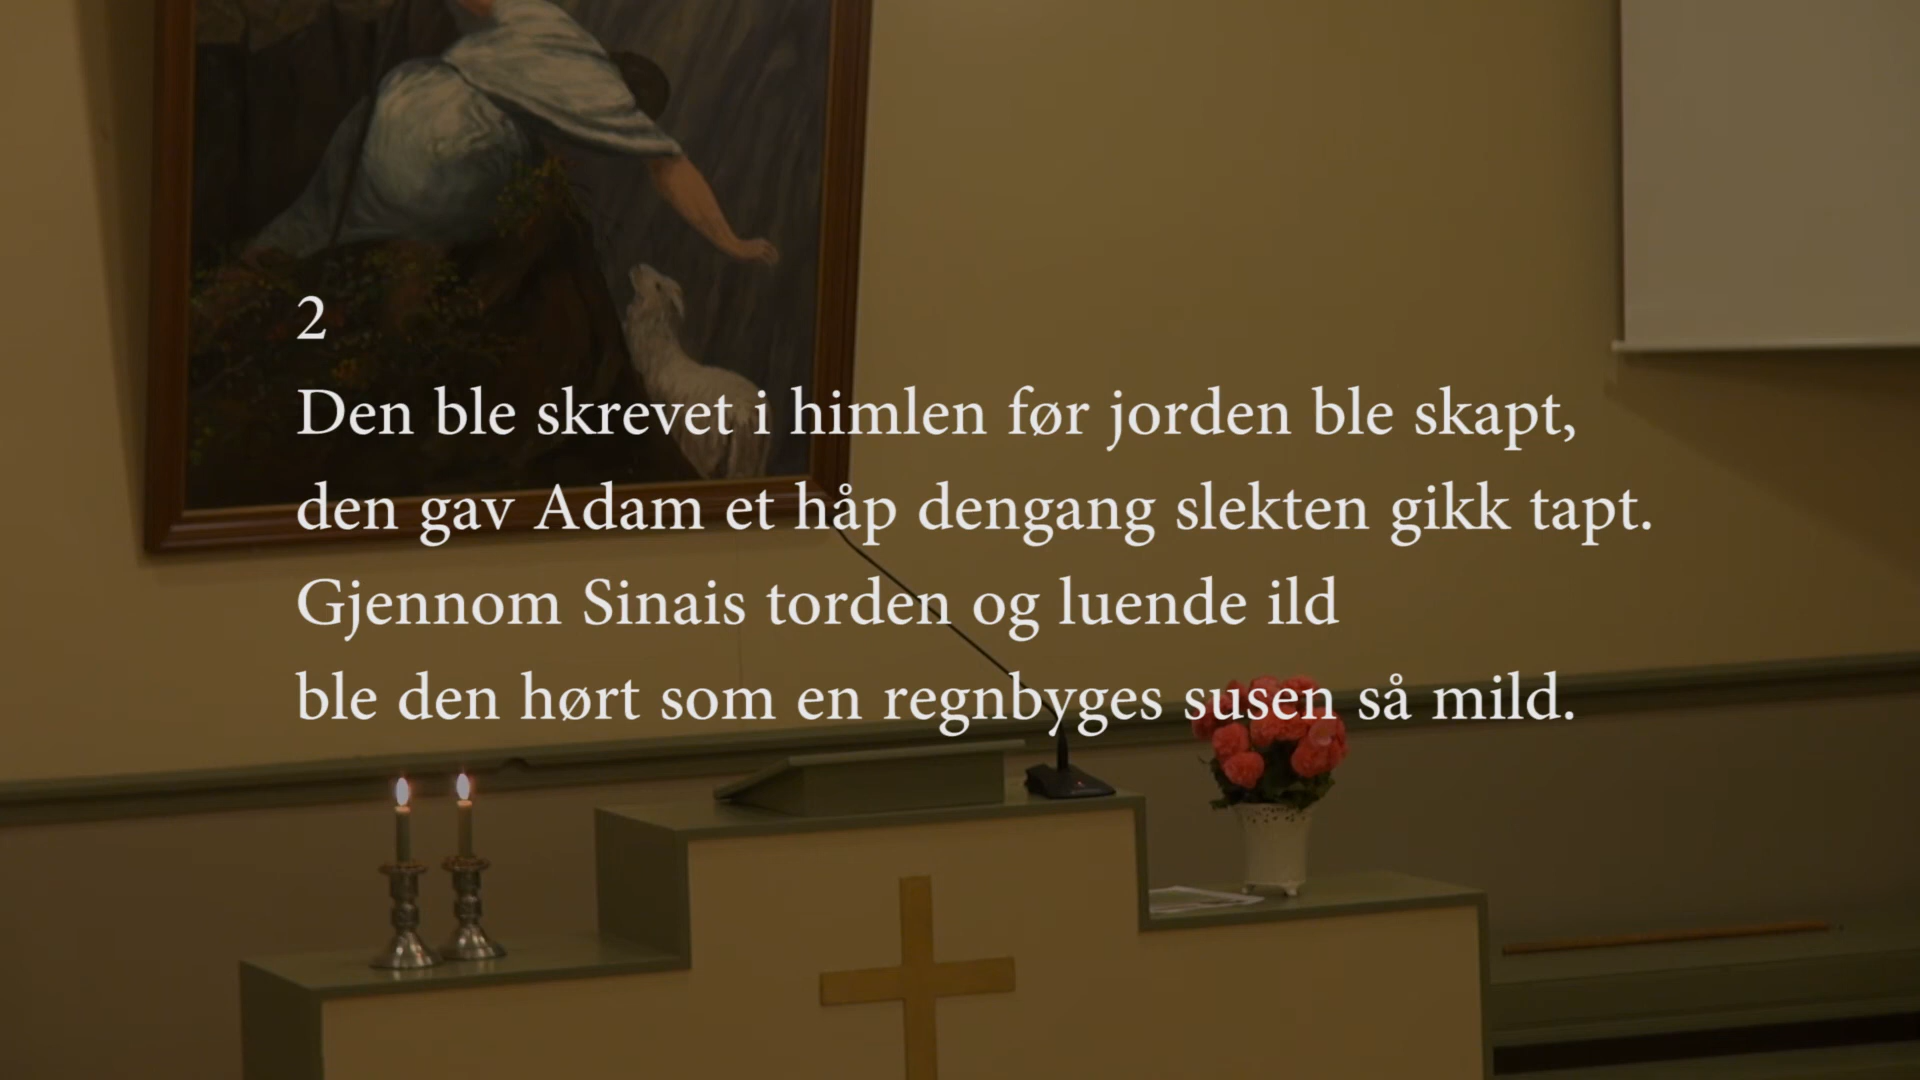 2
Den ble skrevet i himlen før jorden ble skapt,
den gav Adam et håp dengang slekten gikk tapt.
Gjennom Sinais torden og luende ild
ble den hørt som en regnbyges susen så mild.